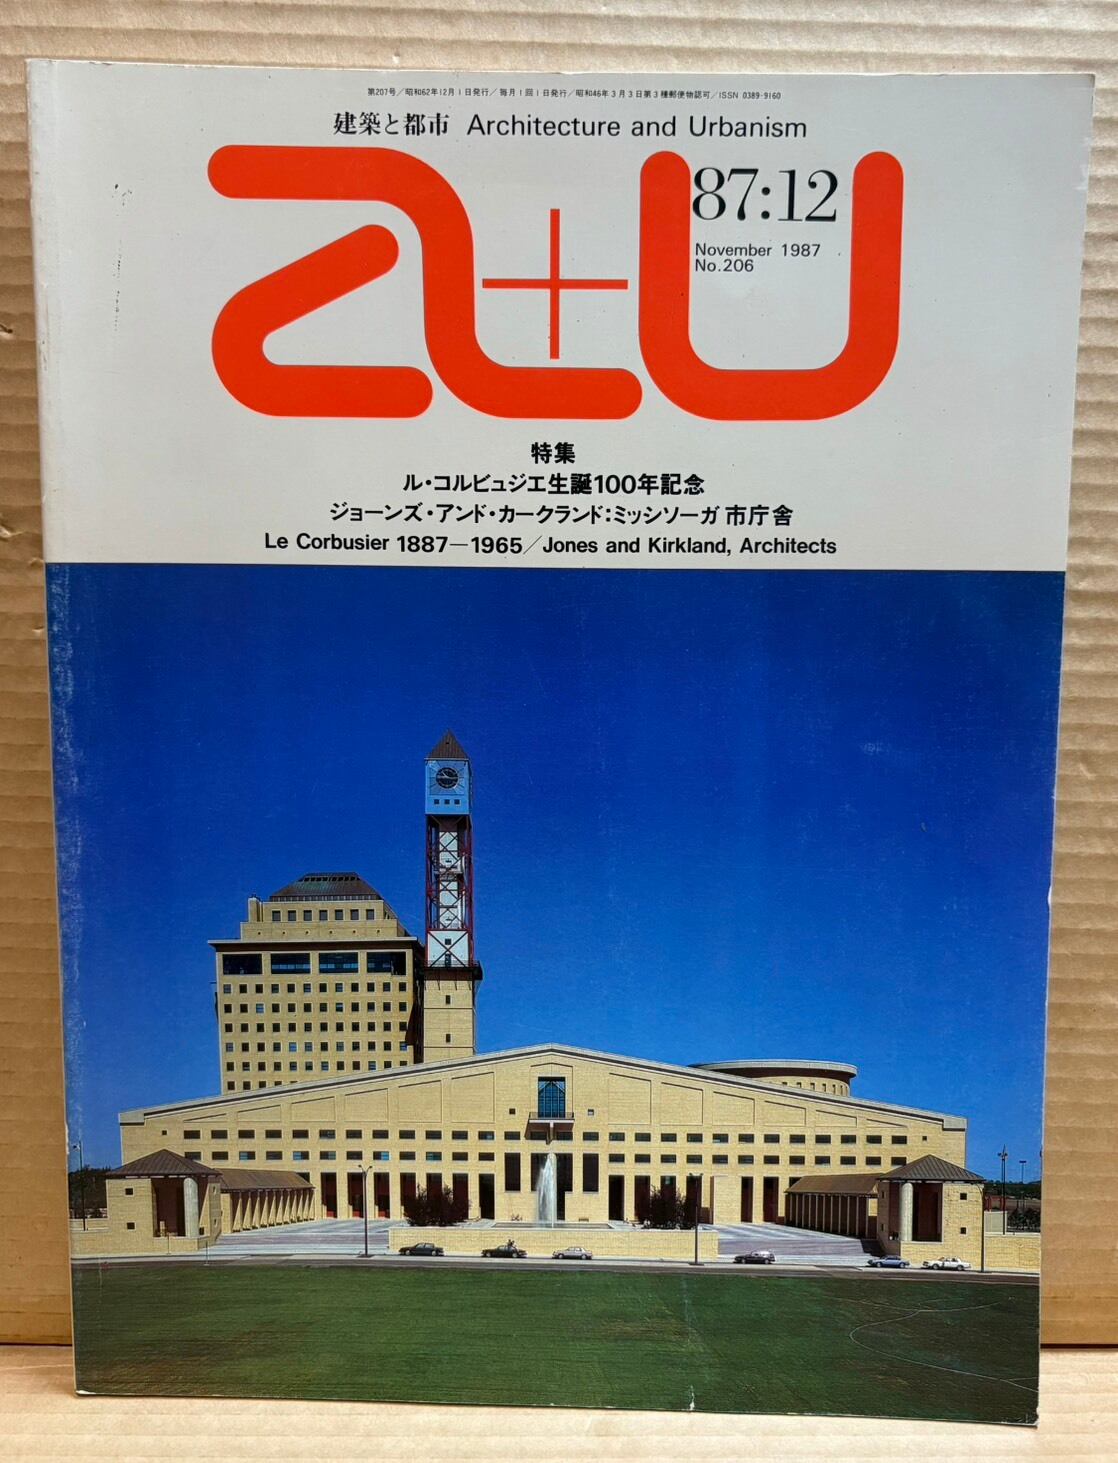 第207号／昭和62年12月1日発行／毎月1回1日発行／昭和46年3月3日第3種郵便物認可／ISSN 0389-9160
建築と都市 Architecture and Urbanism
a+u
87:12
November 1987
No.206
特集
ル・コルビュジエ生誕100年記念
ジョーンズ・アンド・カークランド：ミッシソーガ 市庁舎
Le Corbusier 1887—1965／Jones and Kirkland, Architects